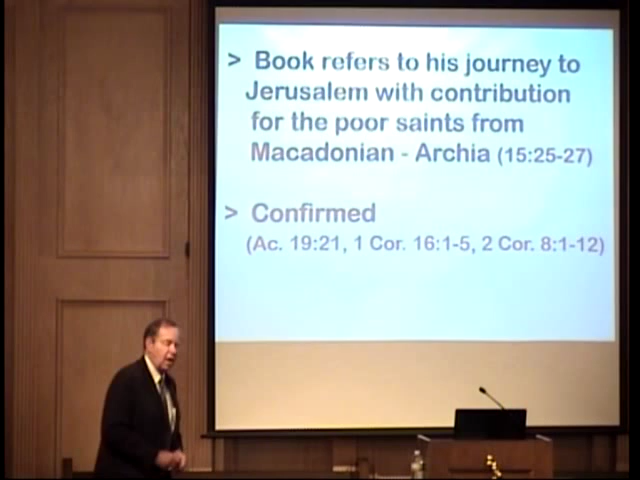 > Book refers to his journey to
Jerusalem with contribution
for the poor saints from
Macadonian - Archia (15:25-27)
> Confirmed
(Ac. 19:21, 1 Cor. 16:1-5, 2 Cor. 8:1-12)